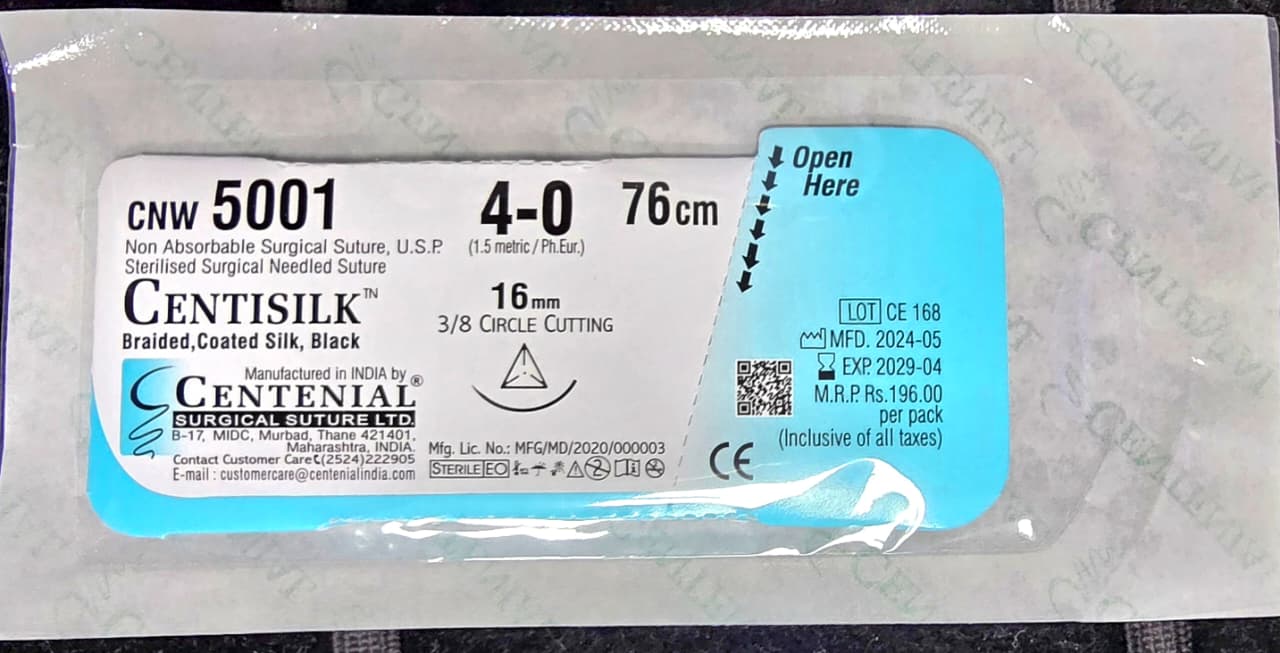 CNW 5001 4-0 76cm
Non Absorbable Surgical Suture, U.S.P. (1.5 metric / Ph.Eur.)
Sterilised Surgical Needled Suture
CENTISILK™ 16mm
Braided,Coated Silk, Black 3/8 CIRCLE CUTTING
Manufactured in INDIA by
CENTENIAL®
SURGICAL SUTURE LTD.
B-17, MIDC, Murbad, Thane 421401,
Maharashtra, INDIA.
Contact Customer Care (2524)222905
E-mail : customercare@centenialindia.com
Mfg. Lic. No.: MFG/MD/2020/000003
STERILE EO
Open
Here
LOT CE 168
MFD. 2024-05
EXP. 2029-04
M.R.P. Rs.196.00
per pack
(Inclusive of all taxes)
CE